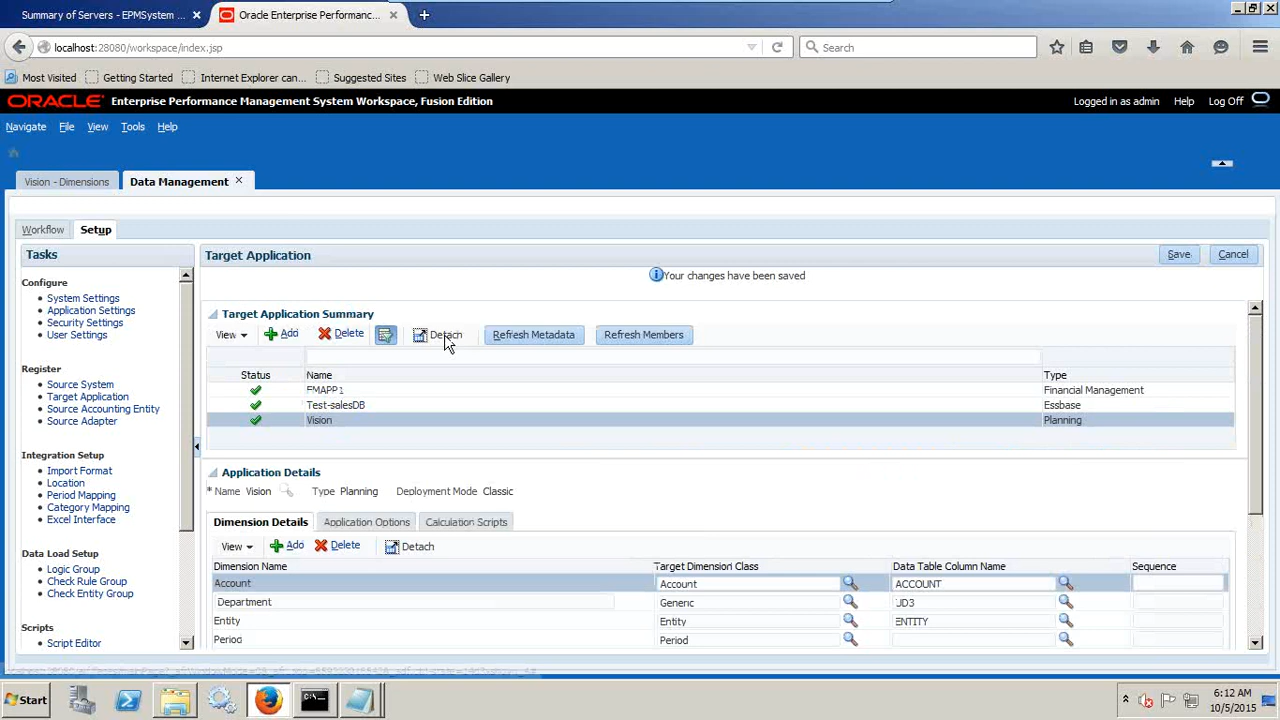 Summary of Servers - EPMSystem ...
Oracle Enterprise Performanc...
localhost:28080/workspace/index.jsp
Search
Most Visited Getting Started Internet Explorer can... Suggested Sites Web Slice Gallery
ORACLE Enterprise Performance Management System Workspace, Fusion Edition Logged in as admin Help Log Off
Navigate File View Tools Help
Vision - Dimensions Data Management
Workflow Setup
Tasks
Configure
System Settings
Application Settings
Security Settings
User Settings
Register
Source System
Target Application
Source Accounting Entity
Source Adapter
Integration Setup
Import Format
Location
Period Mapping
Category Mapping
Excel Interface
Data Load Setup
Logic Group
Check Rule Group
Check Entity Group
Scripts
Script Editor
Target Application Save Cancel
Your changes have been saved
Target Application Summary
View Add Delete Detach Refresh Metadata Refresh Members
Status Name Type
EMAPP1 Financial Management
Test-salesDB Essbase
Vision Planning
Application Details
* Name Vision Type Planning Deployment Mode Classic
Dimension Details Application Options Calculation Scripts
View Add Delete Detach
Dimension Name Target Dimension Class Data Table Column Name Sequence
Account Account ACCOUNT
Department Generic UD3
Entity Entity ENTITY
Period Period
Start
6:12 AM
10/5/2015